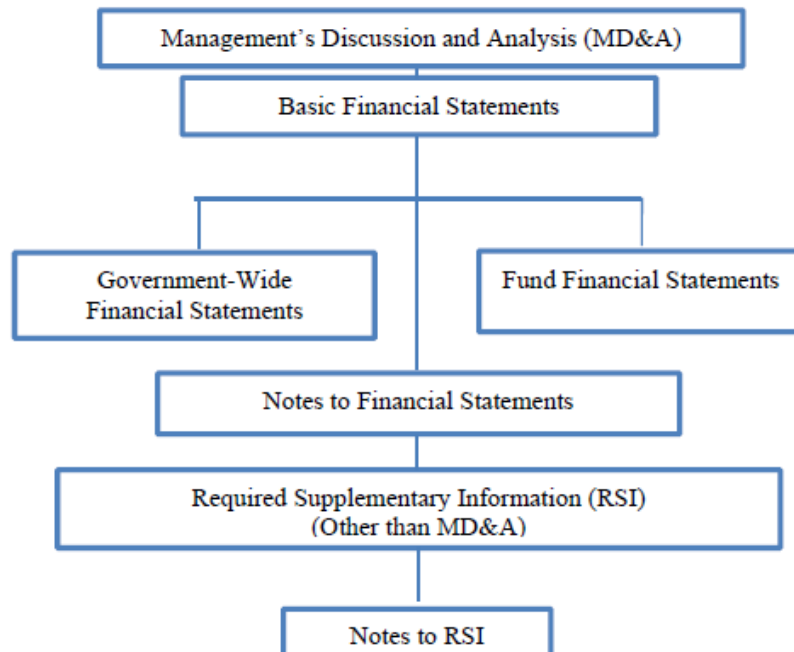 Management’s Discussion and Analysis (MD&A)
Basic Financial Statements
Government-Wide
Financial Statements
Fund Financial Statements
Notes to Financial Statements
Required Supplementary Information (RSI)
(Other than MD&A)
Notes to RSI